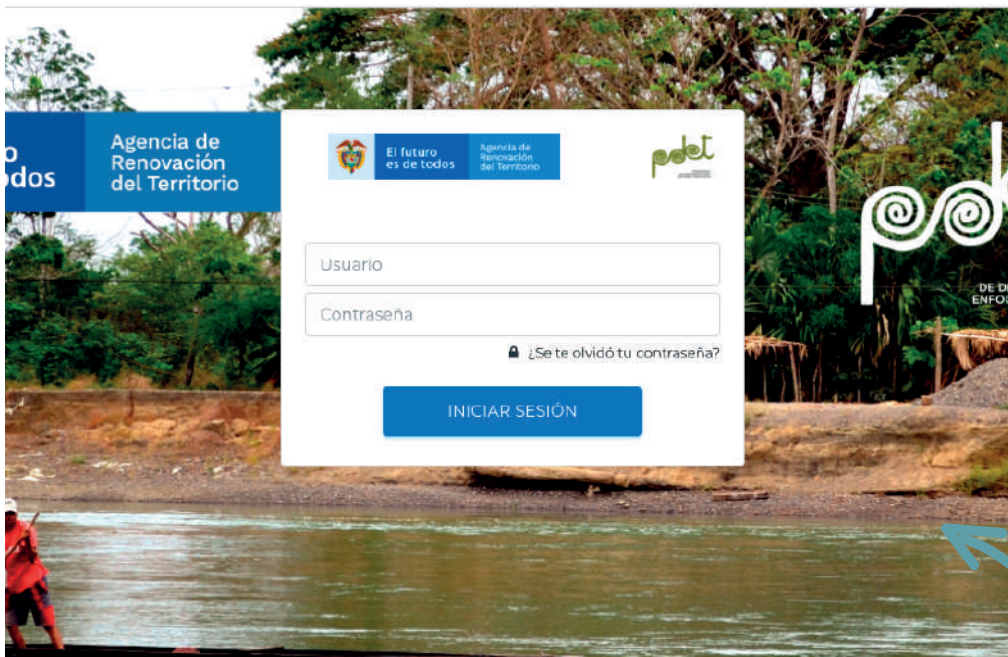 o
odos
Agencia de
Renovación
del Territorio
El futuro
es de todos
Agencia de
Renovación
del Territorio
pdet
Usuario
Contraseña
¿Se te olvidó tu contraseña?
INICIAR SESIÓN
pd
DE D
ENFO